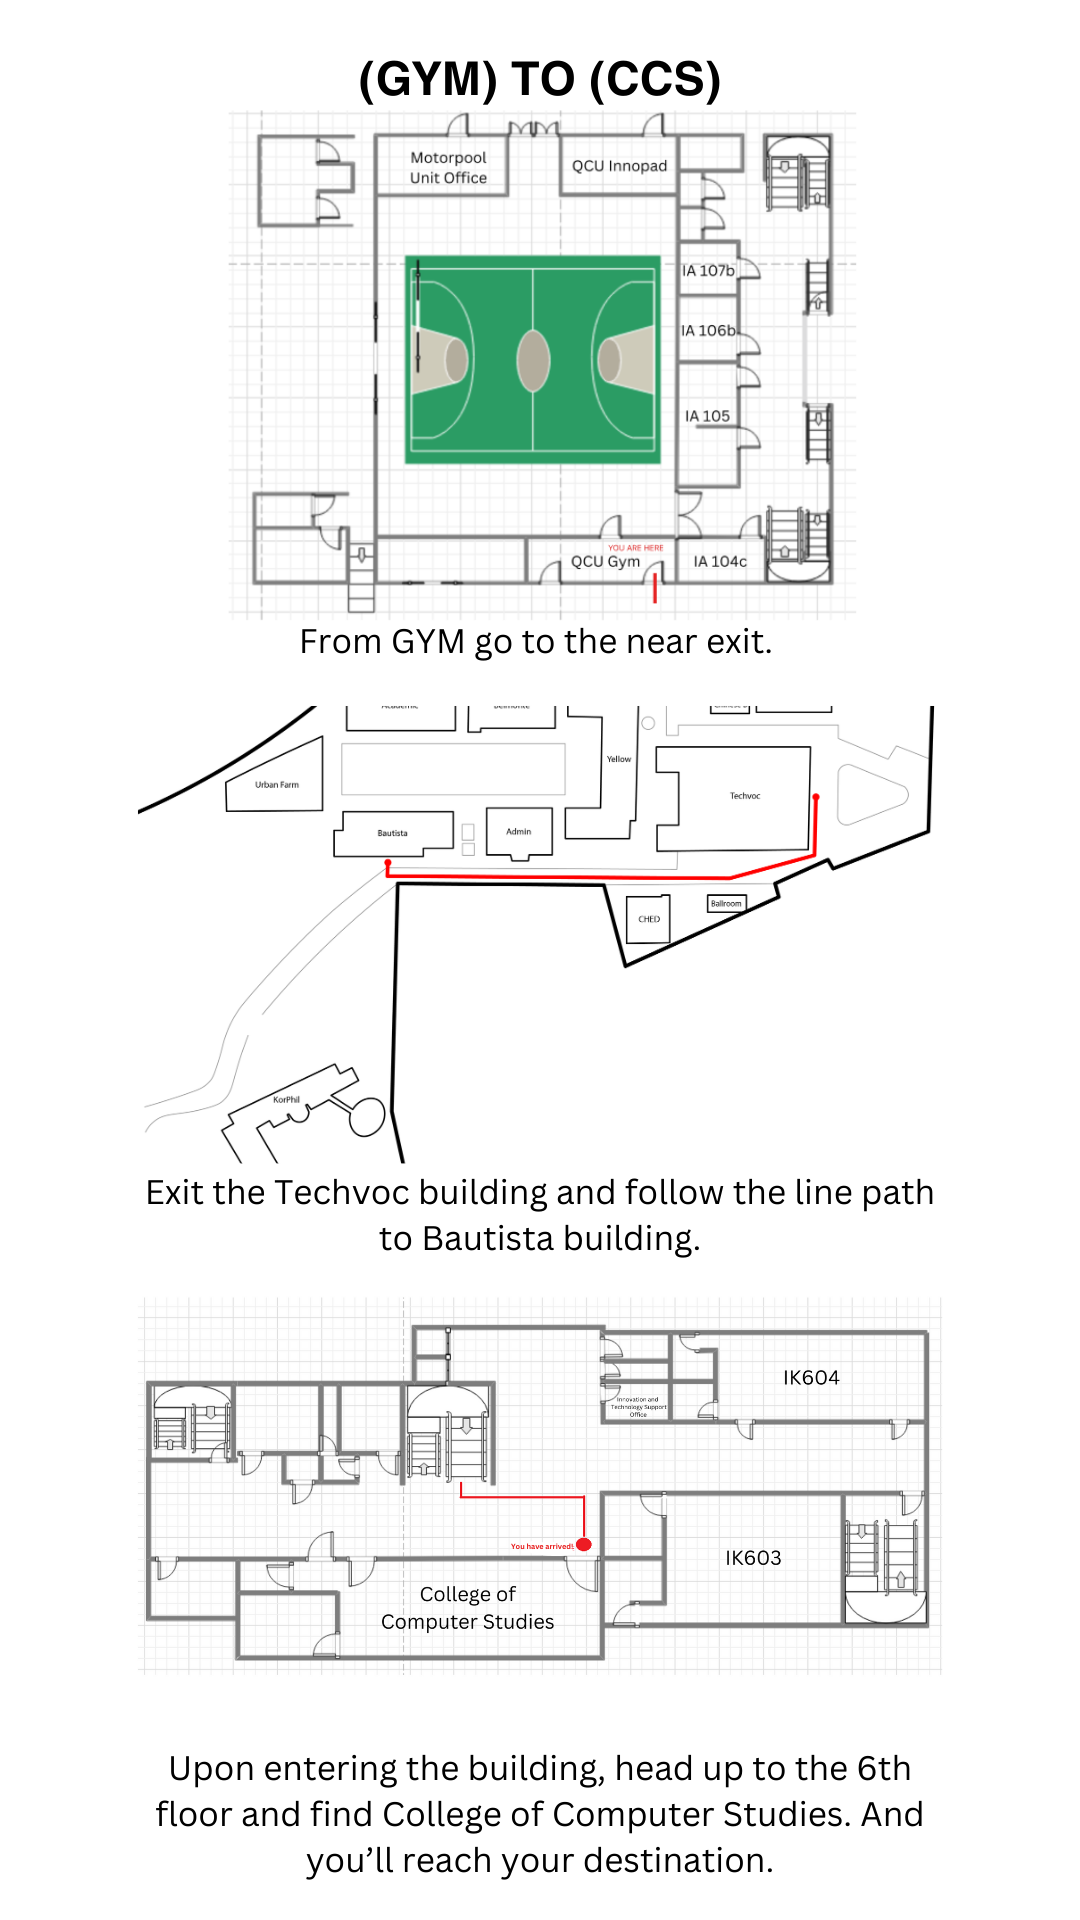 (GYM) TO (CCS)
Motorpool
Unit Office
QCU Innopad
IA 107b
IA 106b
IA 105
YOU ARE HERE
QCU Gym
IA 104c
From GYM go to the near exit.
Academic
Belmonte
Yellow
Urban Farm
Techvoc
Bautista
Admin
CHED
Ballroom
KorPhil
Exit the Techvoc building and follow the line path
to Bautista building.
IK604
Innovation and
Technology Support
Office
You have arrived!
IK603
College of
Computer Studies
Upon entering the building, head up to the 6th
floor and find College of Computer Studies. And
you’ll reach your destination.